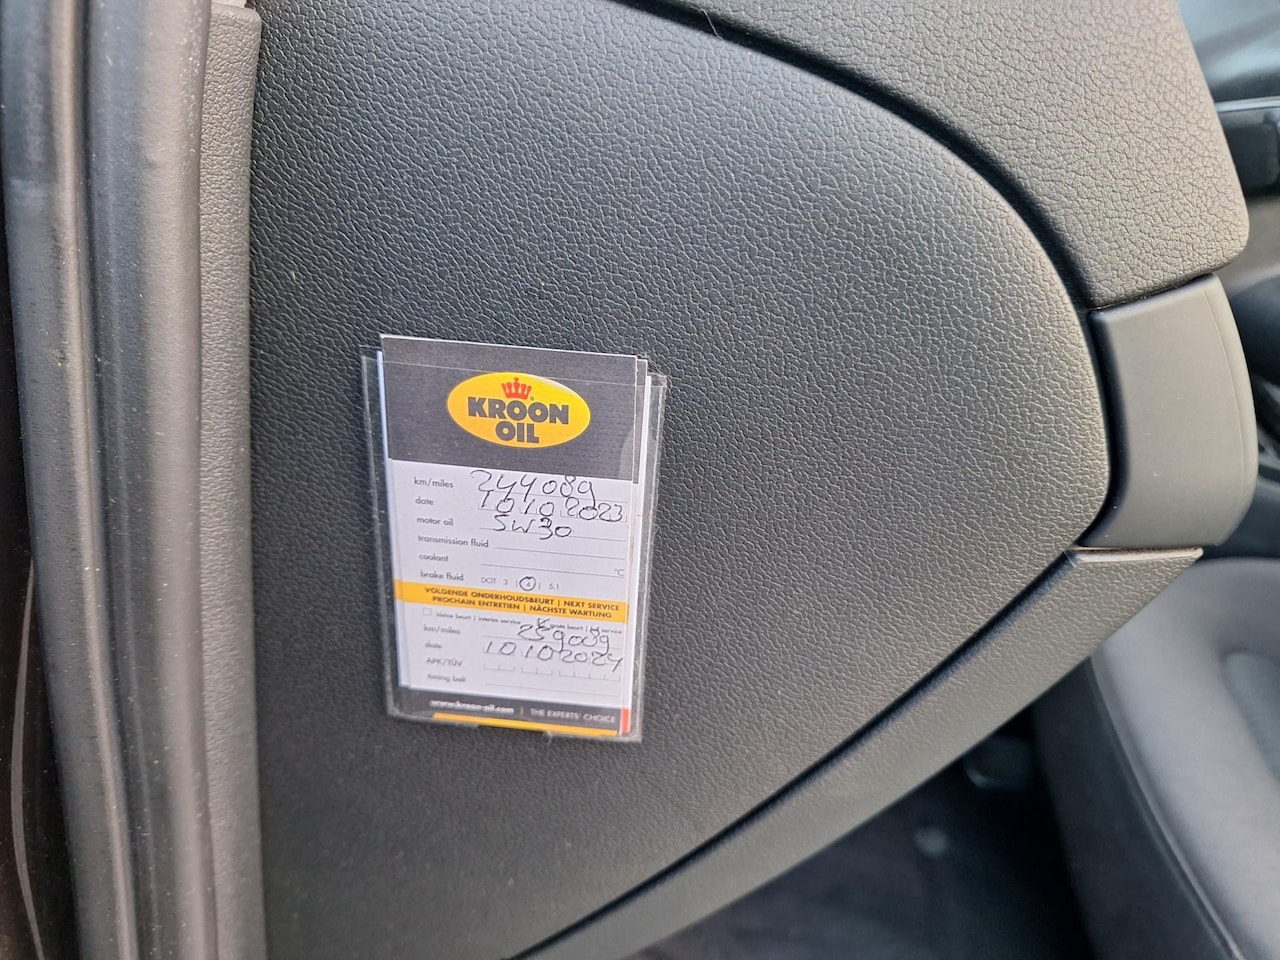 KROON
OIL
km/miles 244089
date 10 10 2023
motor oil 5W30
transmission fluid
coolant °C
brake fluid DOT 3 | 4 | 5.1
VOLGENDE ONDERHOUDSBEURT | NEXT SERVICE
PROCHAIN ENTRETIEN | NÄCHSTE WARTUNG
kleine beurt | interim service grote beurt | service
km/miles 259089
date 10 10 2024
APK/TÜV
timing belt
www.kroon-oil.com | THE EXPERTS' CHOICE